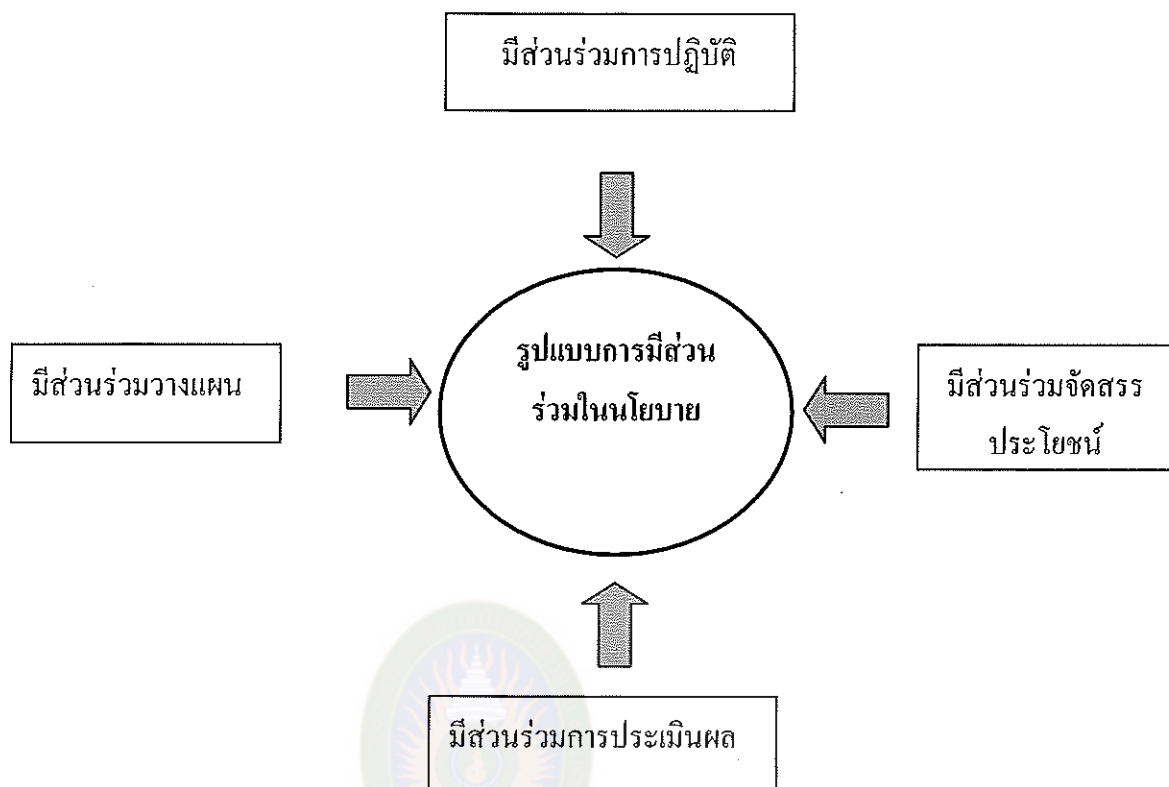 มีส่วนร่วมการปฏิบัติ
รูปแบบการมีส่วน
ร่วมในนโยบาย
มีส่วนร่วมวางแผน
มีส่วนร่วมจัดสรร
ประโยชน์
มีส่วนร่วมการประเมินผล